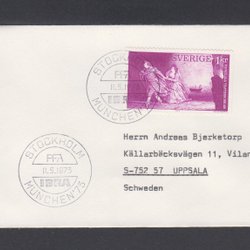 SVERIGE
STOCKHOLM
PFA
11.5.1973
IBRA
MÜNCHEN'73
STOCKHOLM
PFA
11.5.1973
IBRA
MÜNCHEN'73
Herrn Andreas Bjerketorp
Källarbäcksvägen 11, Vilan
S-752 57 UPPSALA
Schweden